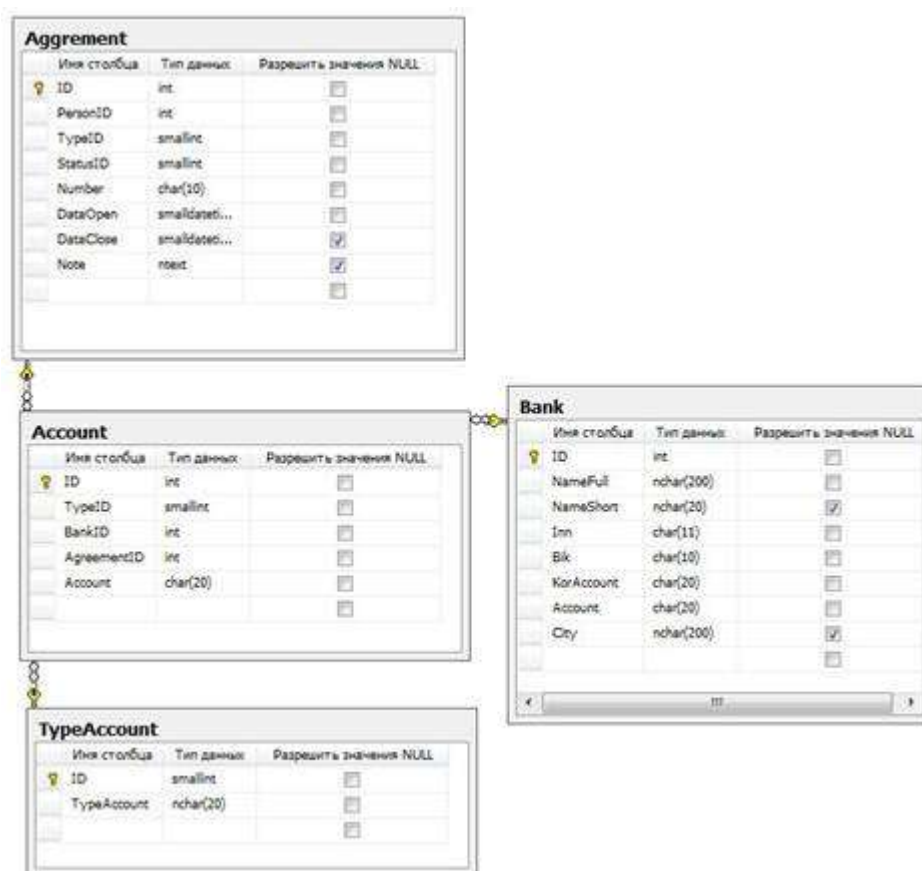 Aggrement
Имя столбца Тип данных Разрешить значения NULL
ID int
PersonID int
TypeID smallint
StatusID smallint
Number char(10)
DataOpen smalldateti...
DataClose smalldateti...
Note ntext
Account
Имя столбца Тип данных Разрешить значения NULL
ID int
TypeID smallint
BankID int
AgreementID int
Account char(20)
Bank
Имя столбца Тип данных Разрешить значения NULL
ID int
NameFull nchar(200)
NameShort nchar(20)
Inn char(11)
Bik char(10)
KorAccount char(20)
Account char(20)
City nchar(200)
TypeAccount
Имя столбца Тип данных Разрешить значения NULL
ID smallint
TypeAccount nchar(20)